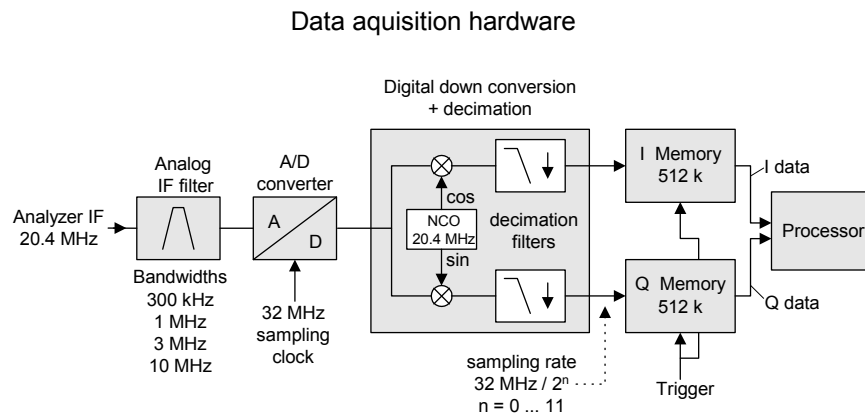 Data aquisition hardware
Digital down conversion
+ decimation
Analog
IF filter
A/D
converter
Analyzer IF
20.4 MHz
A
D
cos
NCO
20.4 MHz
sin
decimation
filters
I Memory
512 k
I data
Processor
Q Memory
512 k
Q data
Bandwidths
300 kHz
1 MHz
3 MHz
10 MHz
32 MHz
sampling
clock
sampling rate
32 MHz / 2ⁿ
n = 0 ... 11
Trigger